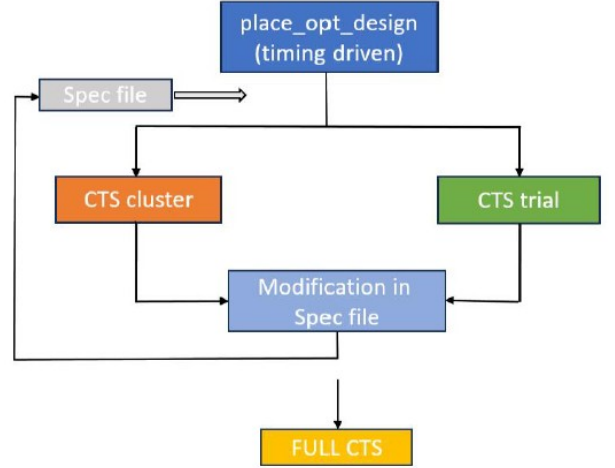 place_opt_design
(timing driven)
Spec file
CTS cluster
CTS trial
Modification in
Spec file
FULL CTS